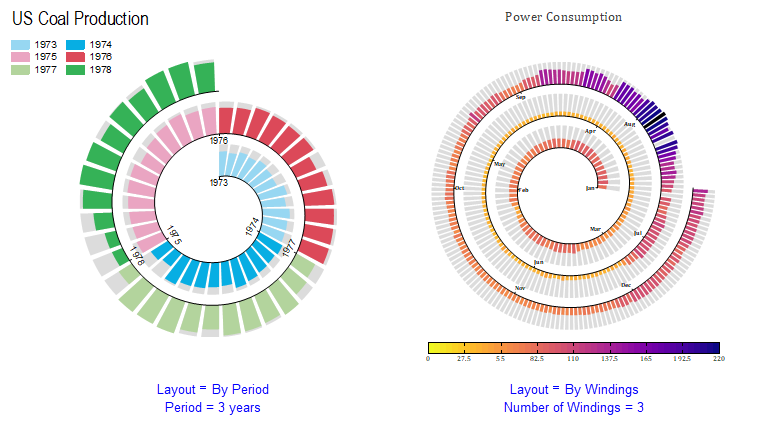 US Coal Production
1973 1974
1975 1976
1977 1978
1976
1973
1974
1975
1977
1978
Layout = By Period
Period = 3 years
Power Consumption
Sep
Aug
Apr
May
Oct
Feb
Jan
Mar
Jul
Jun
Nov
Dec
0 27.5 55 82.5 110 137.5 165 192.5 220
Layout = By Windings
Number of Windings = 3